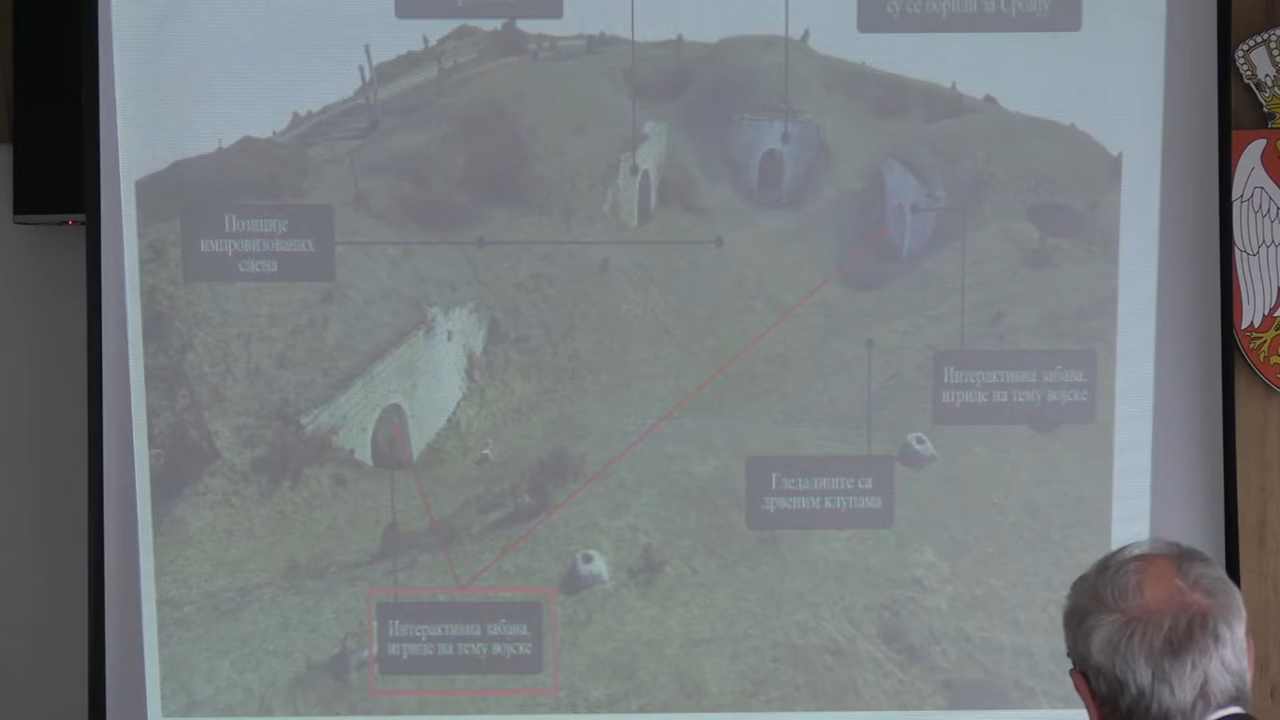 су се борили за Србију
Позиције
импровизованих
сцена
Интерактивна забава,
игрице на тему војске
Гледалиште са
дрвеним клупама
Интерактивна забава,
игрице на тему војске